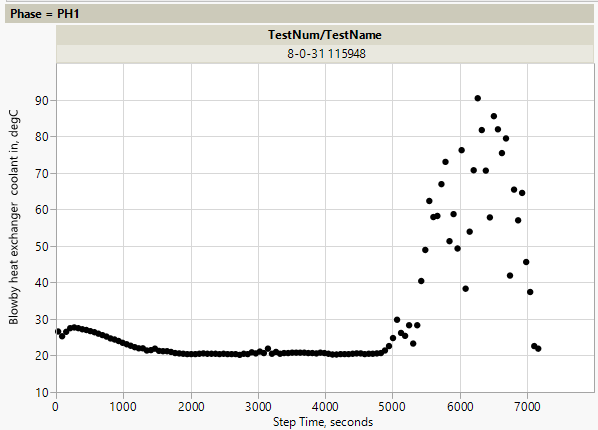 Phase = PH1
TestNum/TestName
8-0-31 115948
Blowby heat exchanger coolant in, degC
90
80
70
60
50
40
30
20
10
0 1000 2000 3000 4000 5000 6000 7000
Step Time, seconds